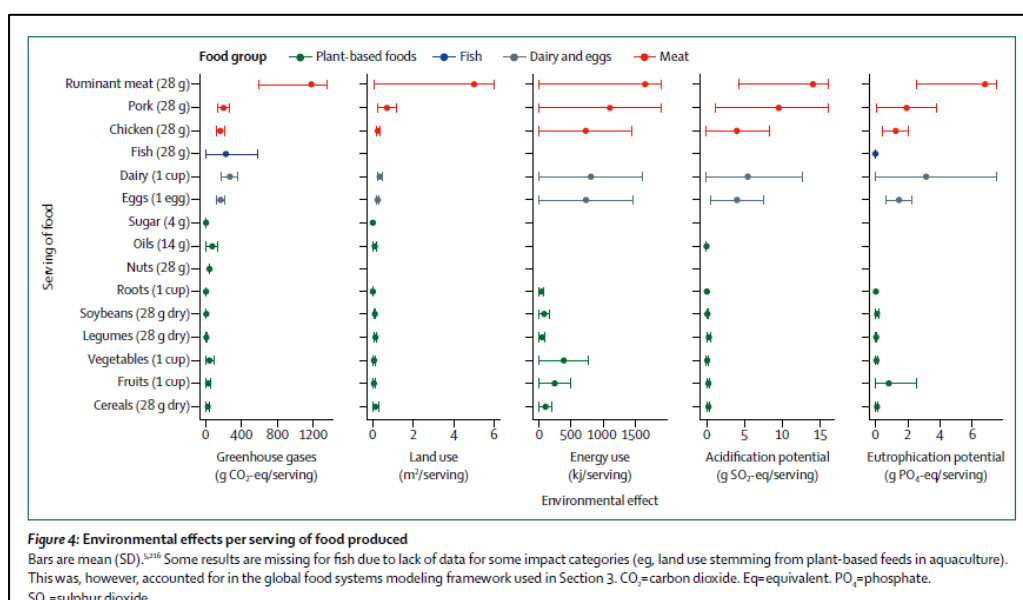 Food group
Plant-based foods
Fish
Dairy and eggs
Meat
Serving of food
Ruminant meat (28 g)
Pork (28 g)
Chicken (28 g)
Fish (28 g)
Dairy (1 cup)
Eggs (1 egg)
Sugar (4 g)
Oils (14 g)
Nuts (28 g)
Roots (1 cup)
Soybeans (28 g dry)
Legumes (28 g dry)
Vegetables (1 cup)
Fruits (1 cup)
Cereals (28 g dry)
0 400 800 1200
Greenhouse gases
(g CO₂-eq/serving)
0 2 4 6
Land use
(m²/serving)
0 500 1000 1500
Energy use
(kj/serving)
0 5 10 15
Acidification potential
(g SO₂-eq/serving)
0 2 4 6
Eutrophication potential
(g PO₄-eq/serving)
Environmental effect
Figure 4: Environmental effects per serving of food produced
Bars are mean (SD).⁵,²¹⁶ Some results are missing for fish due to lack of data for some impact categories (eg, land use stemming from plant-based feeds in aquaculture).
This was, however, accounted for in the global food systems modeling framework used in Section 3. CO₂=carbon dioxide. Eq=equivalent. PO₄=phosphate.
SO₂=sulphur dioxide.